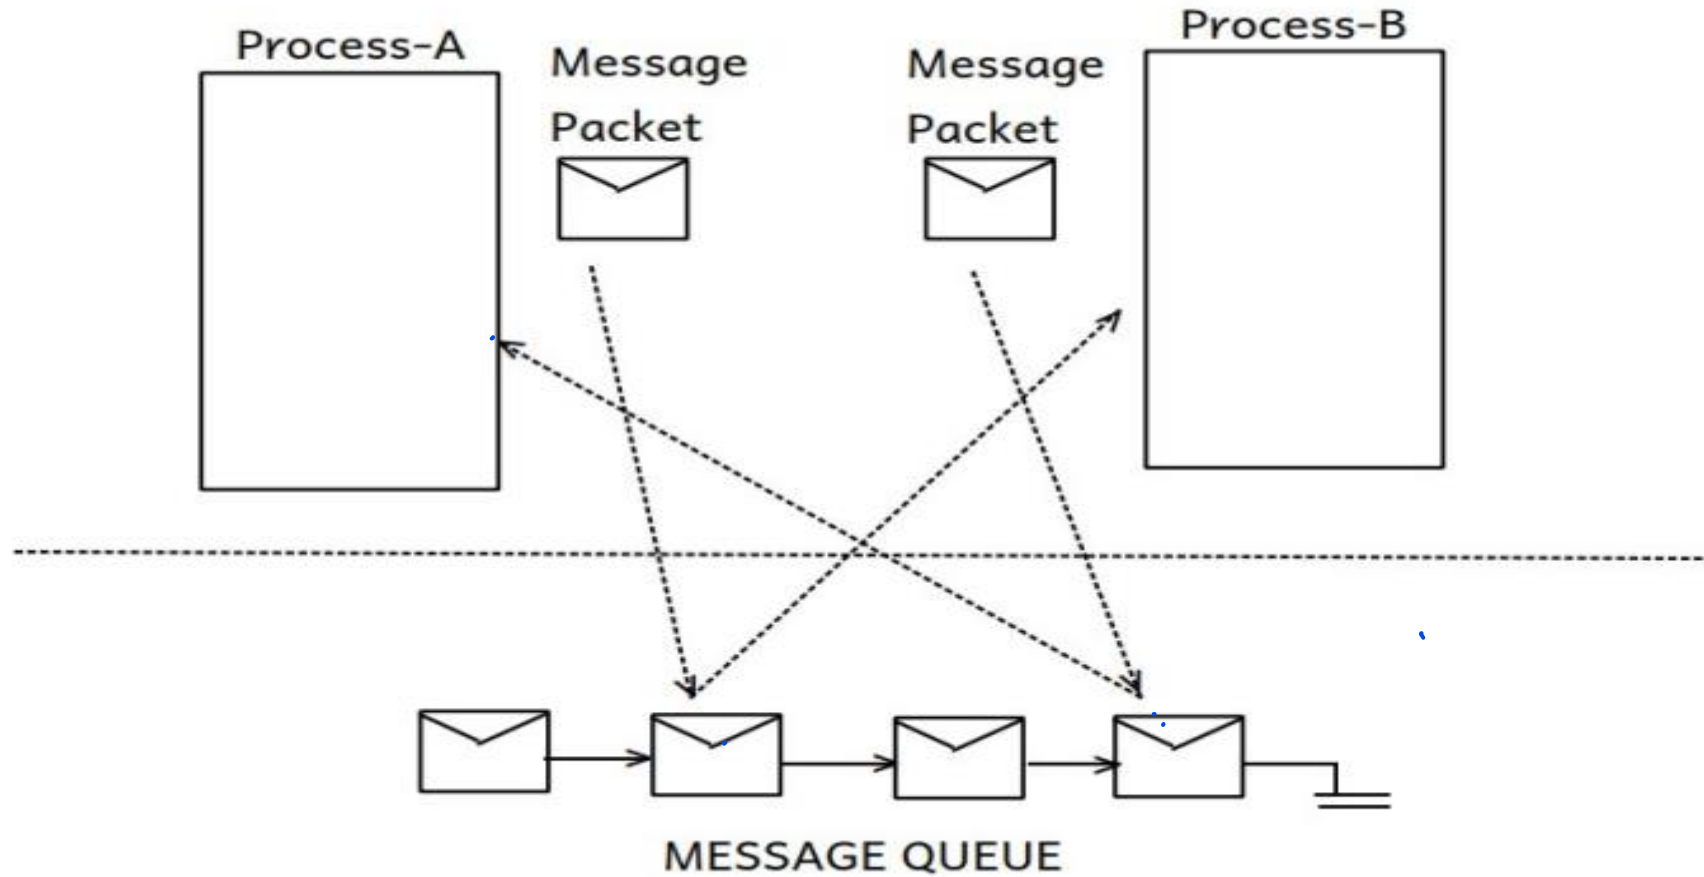 Process-A
Message
Packet
Message
Packet
Process-B
MESSAGE QUEUE